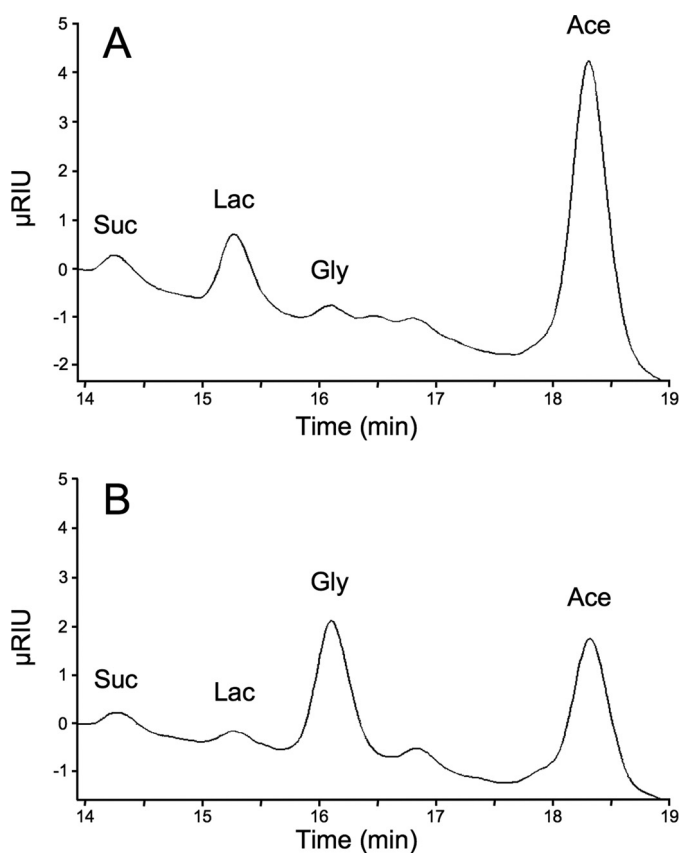 A
Ace
Lac
Suc
Gly
5
4
3
2
1
0
-1
-2
µRIU
14 15 16 17 18 19
Time (min)
B
Gly
Ace
Suc
Lac
5
4
3
2
1
0
-1
µRIU
14 15 16 17 18 19
Time (min)